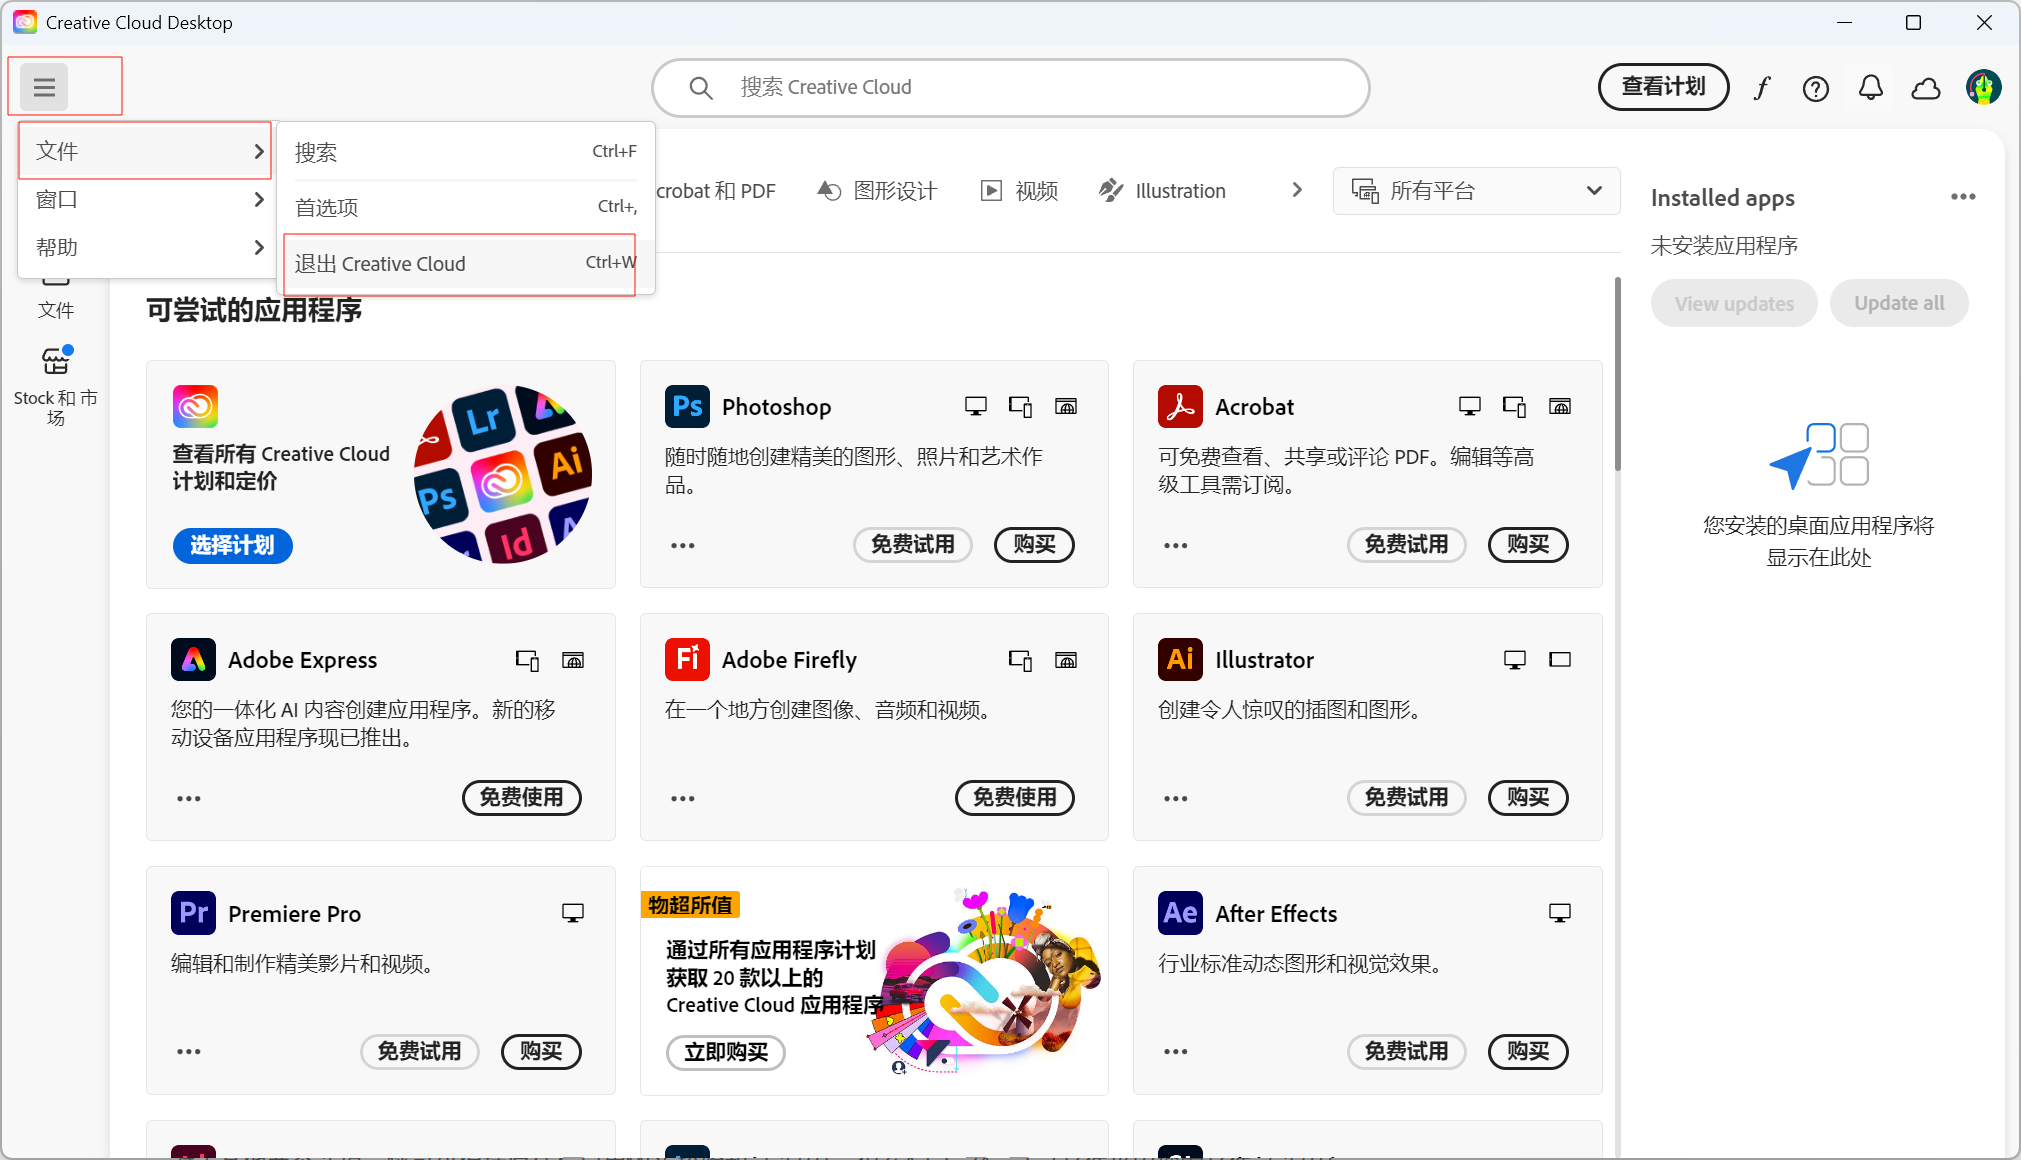 Creative Cloud Desktop
搜索 Creative Cloud
查看计划
文件
窗口
帮助
搜索 Ctrl+F
首选项 Ctrl+,
退出 Creative Cloud Ctrl+W
crobat 和 PDF
图形设计
视频
Illustration
所有平台
文件
Stock 和 市
场
可尝试的应用程序
查看所有 Creative Cloud
计划和定价
选择计划
Lr
Ps
Ai
Id
Ps Photoshop
随时随地创建精美的图形、照片和艺术作
品。
免费试用
购买
Acrobat
可免费查看、共享或评论 PDF。编辑等高
级工具需订阅。
免费试用
购买
Adobe Express
您的一体化 AI 内容创建应用程序。新的移
动设备应用程序现已推出。
免费使用
Fi Adobe Firefly
在一个地方创建图像、音频和视频。
免费使用
Ai Illustrator
创建令人惊叹的插图和图形。
免费试用
购买
Pr Premiere Pro
编辑和制作精美影片和视频。
免费试用
购买
物超所值
通过所有应用程序计划
获取 20 款以上的
Creative Cloud 应用程序
立即购买
Ae After Effects
行业标准动态图形和视觉效果。
免费试用
购买
Installed apps
未安装应用程序
View updates
Update all
您安装的桌面应用程序将
显示在此处